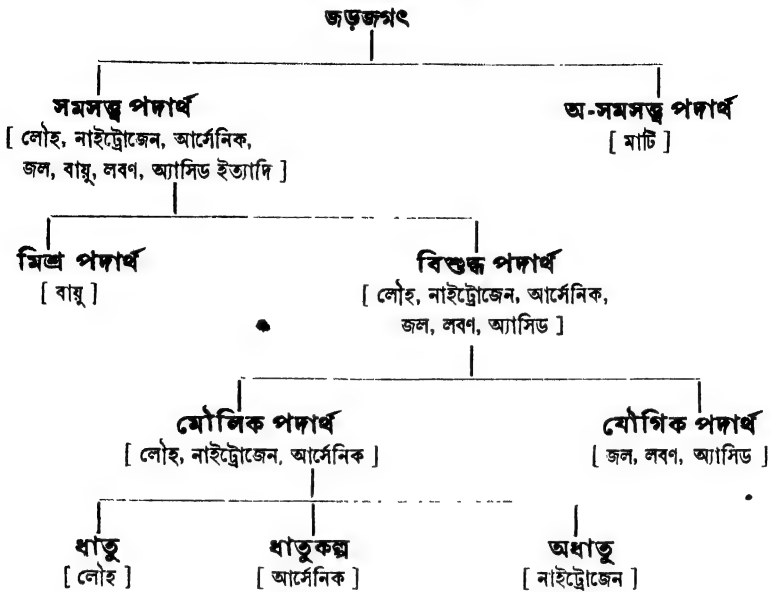 জড়জগৎ
সমসত্ত্ব পদার্থ
[ লৌহ, নাইট্রোজেন, আর্সেনিক,
জল, বায়ু, লবণ, অ্যাসিড ইত্যাদি ]
অ-সমসত্ত্ব পদার্থ
[ মাটি ]
মিশ্র পদার্থ
[ বায়ু ]
বিশুদ্ধ পদার্থ
[ লৌহ, নাইট্রোজেন, আর্সেনিক,
জল, লবণ, অ্যাসিড ]
মৌলিক পদার্থ
[ লৌহ, নাইট্রোজেন, আর্সেনিক ]
যৌগিক পদার্থ
[ জল, লবণ, অ্যাসিড ]
ধাতু
[ লৌহ ]
ধাতুকল্প
[ আর্সেনিক ]
অধাতু
[ নাইট্রোজেন ]